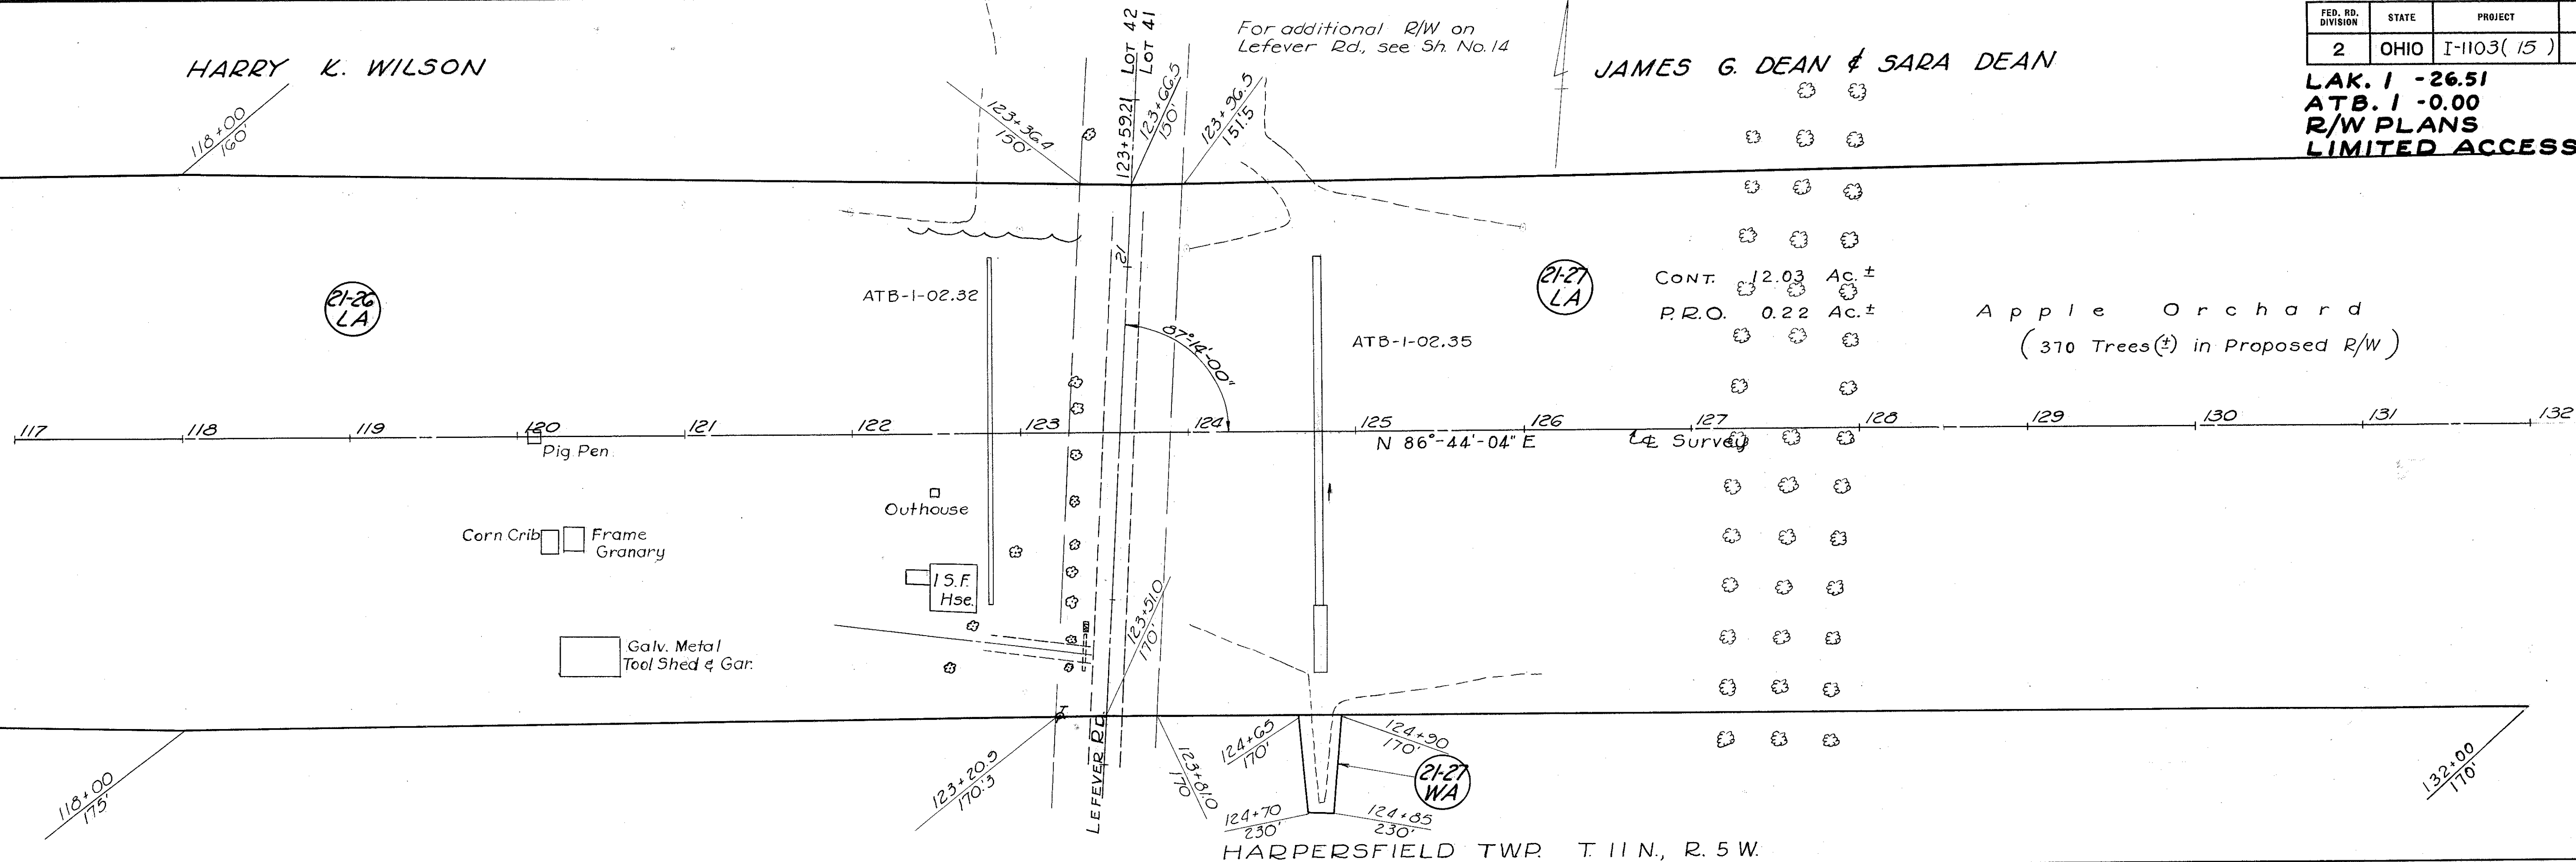 HARRY K. WILSON
LOT 42
LOT 41
For additional R/W on
Lefever Rd., see Sh. No. 14
JAMES G. DEAN & SARA DEAN
FED. RD. DIVISION
STATE
PROJECT
2
OHIO
I-1103( 15 )
LAK. 1 -26.51
ATB. 1 -0.00
R/W PLANS
LIMITED ACCESS
118+00
160'
123+36.4
150'
123+59.21
123+66.5
150'
123+96.5
151.5
21
21-26
LA
ATB-1-02.32
87°-14'-00"
21-27
LA
CONT. 12.03 Ac.±
P.R.O. 0.22 Ac.±
ATB-1-02.35
Apple Orchard
(370 Trees(±) in Proposed R/W)
117 118 119 120 121 122 123 124 125 126 127 128 129 130 131 132
N 86°-44'-04" E
℄ Survey
Pig Pen
Outhouse
Corn Crib
Frame
Granary
1 S.F.
Hse.
Galv. Metal
Tool Shed & Gar.
123+51.0
170'
LEFEVER RD.
118+00
175'
123+20.9
170.3
123+81.0
170
124+65
170'
124+90
170'
21-27
WA
124+70
230'
124+85
230'
132+00
170'
HARPERSFIELD TWP. T. 11 N., R. 5 W.